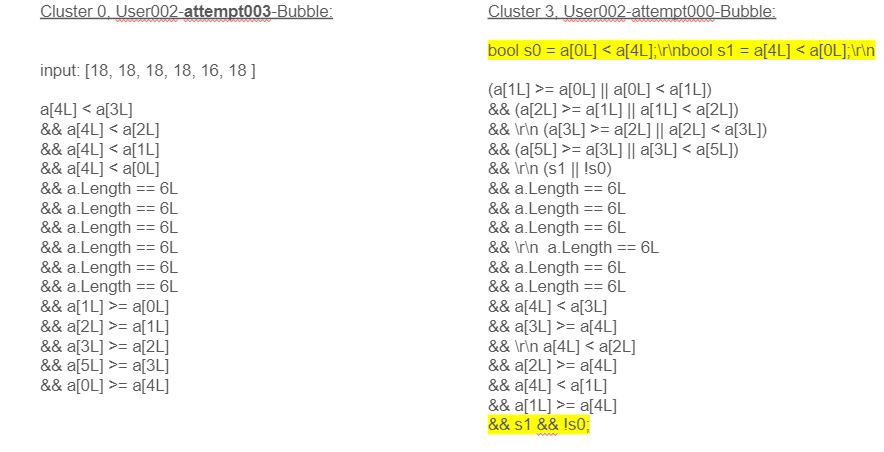 Cluster 0, User002-attempt003-Bubble:
input: [18, 18, 18, 18, 16, 18 ]
a[4L] < a[3L]
&& a[4L] < a[2L]
&& a[4L] < a[1L]
&& a[4L] < a[0L]
&& a.Length == 6L
&& a.Length == 6L
&& a.Length == 6L
&& a.Length == 6L
&& a.Length == 6L
&& a.Length == 6L
&& a[1L] >= a[0L]
&& a[2L] >= a[1L]
&& a[3L] >= a[2L]
&& a[5L] >= a[3L]
&& a[0L] >= a[4L]
Cluster 3, User002-attempt000-Bubble:
bool s0 = a[0L] < a[4L];\r\nbool s1 = a[4L] < a[0L];\r\n
(a[1L] >= a[0L] || a[0L] < a[1L])
&& (a[2L] >= a[1L] || a[1L] < a[2L])
&& \r\n (a[3L] >= a[2L] || a[2L] < a[3L])
&& (a[5L] >= a[3L] || a[3L] < a[5L])
&& \r\n (s1 || !s0)
&& a.Length == 6L
&& a.Length == 6L
&& a.Length == 6L
&& \r\n  a.Length == 6L
&& a.Length == 6L
&& a.Length == 6L
&& a[4L] < a[3L]
&& a[3L] >= a[4L]
&& \r\n a[4L] < a[2L]
&& a[2L] >= a[4L]
&& a[4L] < a[1L]
&& a[1L] >= a[4L]
&& s1 && !s0;